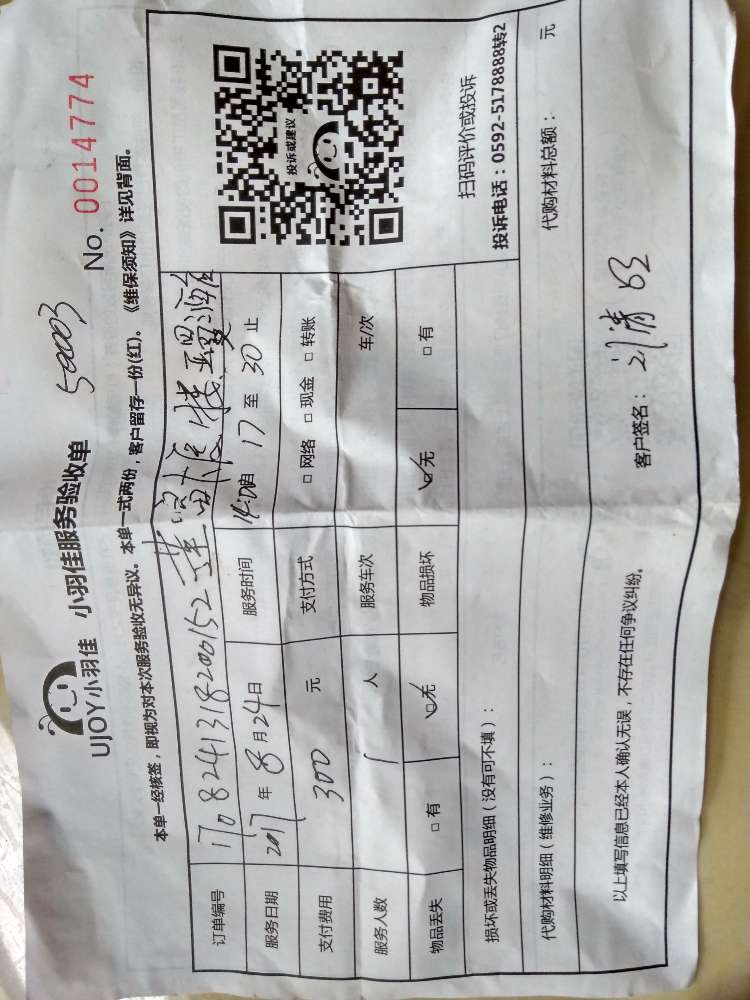 UJOY小羽佳 小羽佳服务验收单 50003 No. 0014774
本单一经核签，即视为对本次服务验收无异议。本单一式两份，客户留存一份(红)。《维保须知》详见背面。
订单编号 1708241318200152
服务日期 2017 年 8 月 24 日 服务时间 14:00 自 17 至 30 止
支付费用 300 元 支付方式 □ 网络 □ 现金 □ 转账
服务人数 1 人 服务车次 车/次
物品丢失 □ 有 ☑无 物品损坏 ☑无 □ 有
投诉或建议
扫码评价或投诉
投诉电话：0592-5178888转2
损坏或丢失物品明细（没有可不填）：
代购材料明细（维修业务）： 代购材料总额： 元
以上填写信息已经本人确认无误，不存在任何争议纠纷。 客户签名：